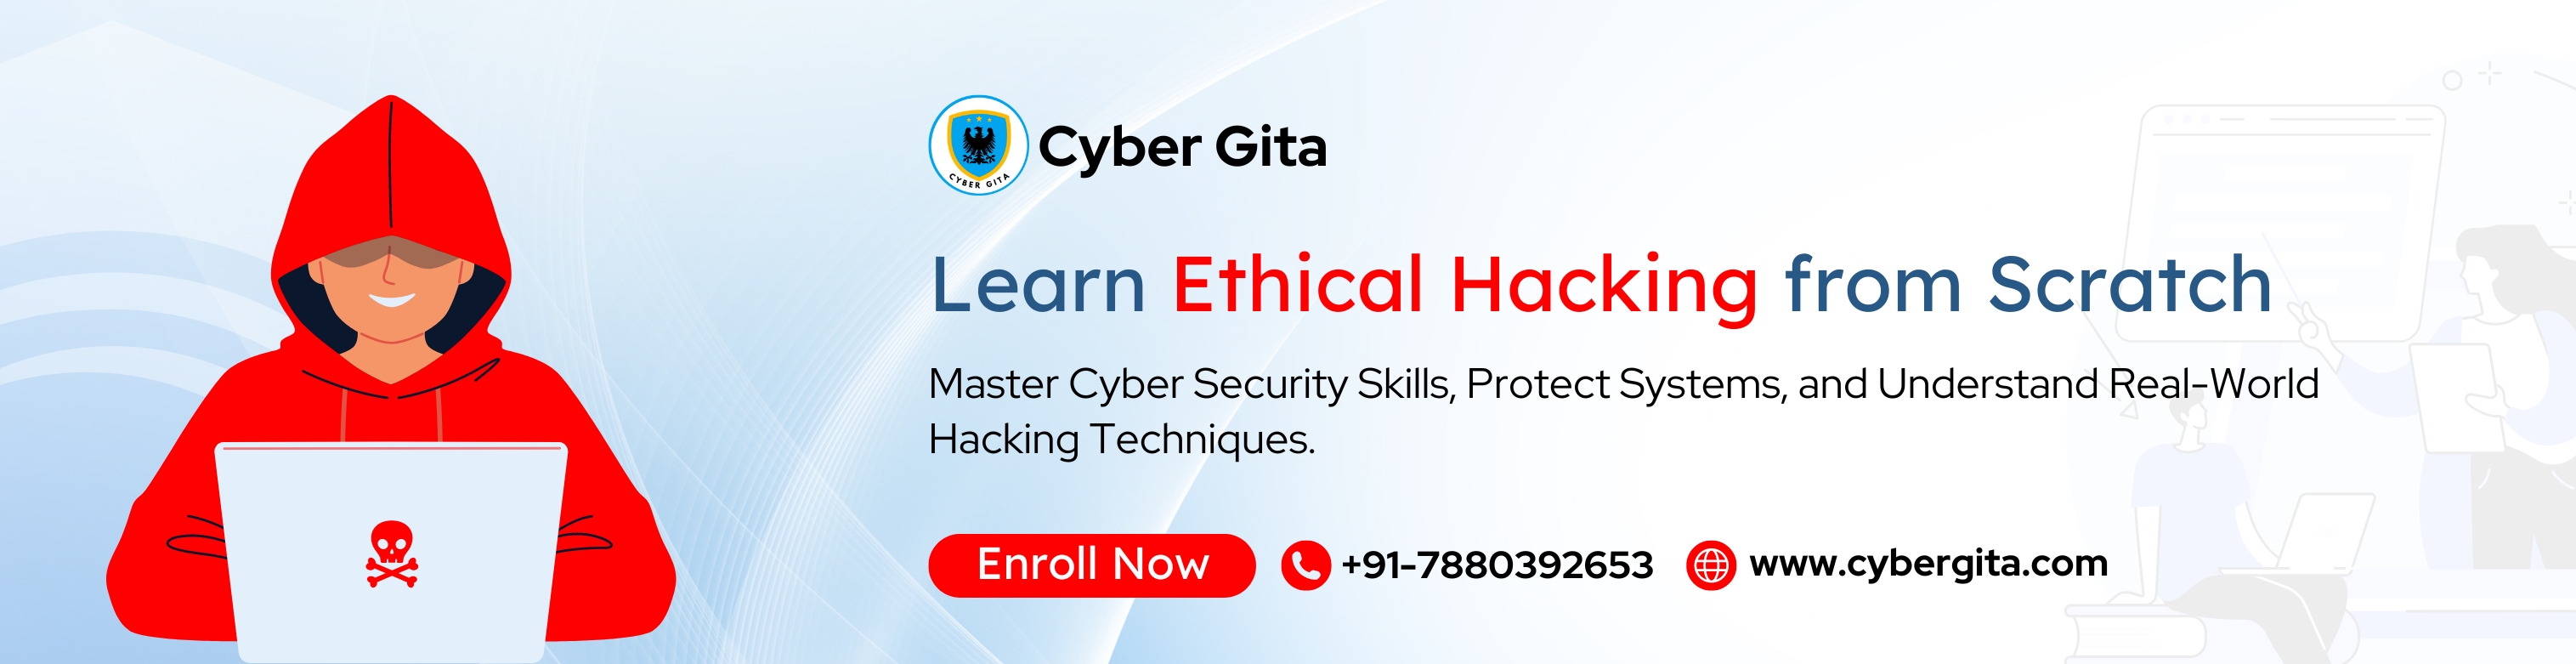 CYBER GITA
Cyber Gita
Learn Ethical Hacking from Scratch
Master Cyber Security Skills, Protect Systems, and Understand Real-World
Hacking Techniques.
Enroll Now
+91-7880392653
www.cybergita.com